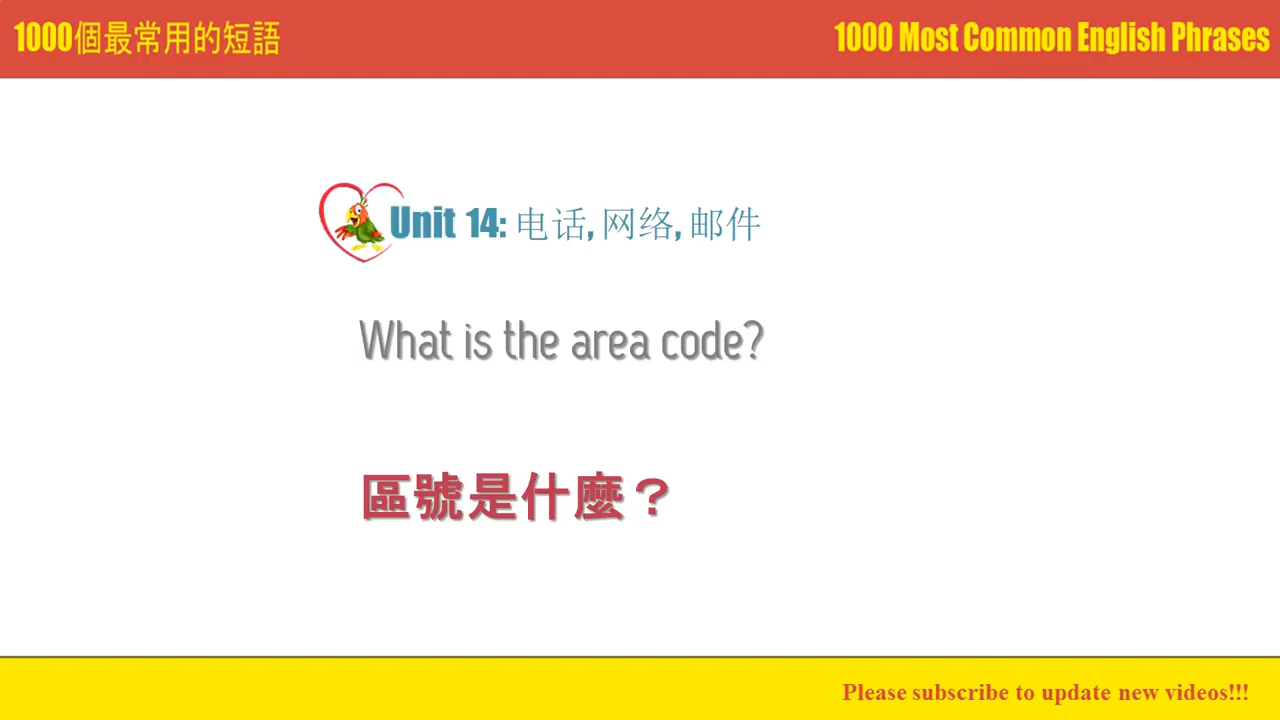 1000個最常用的短語
1000 Most Common English Phrases
Unit 14: 电话, 网络, 邮件
What is the area code?
區號是什麼？
Please subscribe to update new videos!!!